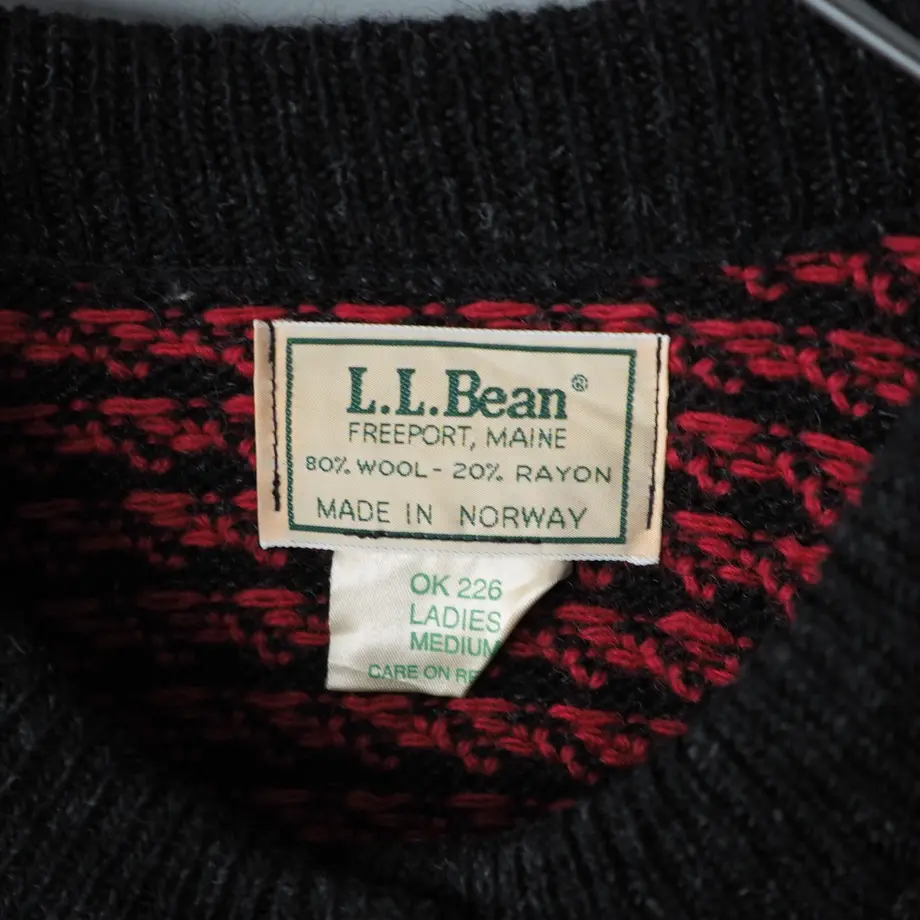 L.L.Bean®
FREEPORT, MAINE
80% WOOL - 20% RAYON
MADE IN NORWAY
OK 226
LADIES
MEDIUM
CARE ON